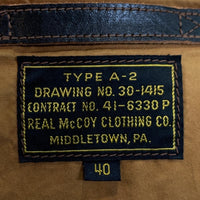 TYPE A-2
DRAWING NO. 30-1415
CONTRACT NO. 41-6330 P
REAL McCOY CLOTHING CO.
MIDDLETOWN, PA.
40